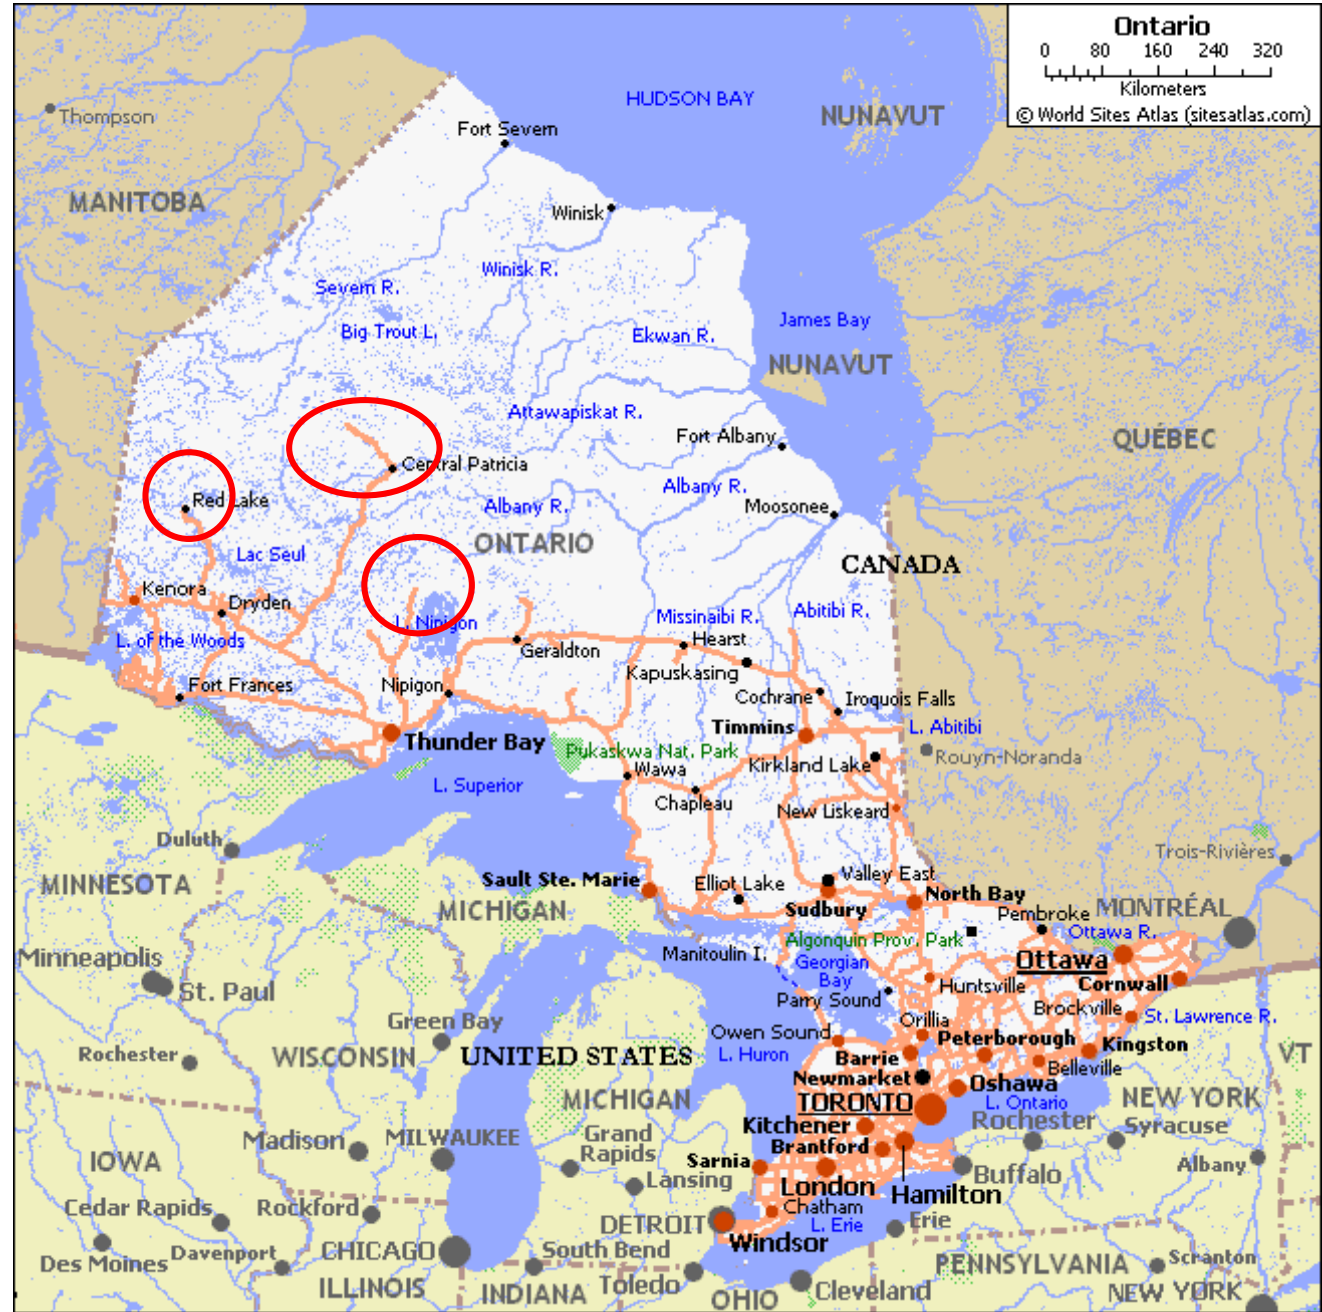 Ontario
0 80 160 240 320
Kilometers
© World Sites Atlas (sitesatlas.com)
HUDSON BAY
NUNAVUT
Thompson
Fort Severn
MANITOBA
Winisk
Winisk R.
Severn R.
Big Trout L.
Ekwan R.
James Bay
NUNAVUT
Attawapiskat R.
Fort Albany
QUÉBEC
Central Patricia
Red Lake
Albany R.
Albany R.
Moosonee
ONTARIO
Lac Seul
CANADA
Kenora
Dryden
Missinaibi R.
Abitibi R.
L. of the Woods
L. Nipigon
Geraldton
Hearst
Kapuskasing
Fort Frances
Nipigon
Cochrane
Iroquois Falls
Timmins
L. Abitibi
Thunder Bay
Pukaskwa Nat. Park
Kirkland Lake
Rouyn-Noranda
Wawa
L. Superior
Chapleau
New Liskeard
Duluth
Trois-Rivières
MINNESOTA
Sault Ste. Marie
Elliot Lake
Valley East
North Bay
MICHIGAN
Sudbury
Pembroke
MONTRÉAL
Ottawa R.
Algonquin Prov. Park
Manitoulin I.
Georgian
Bay
Ottawa
Minneapolis
St. Paul
Huntsville
Cornwall
Parry Sound
Brockville
St. Lawrence R.
Green Bay
Owen Sound
Orillia
Peterborough
Rochester
WISCONSIN
UNITED STATES
L. Huron
Barrie
Kingston
VT
Belleville
Newmarket
Oshawa
MICHIGAN
TORONTO
L. Ontario
NEW YORK
Kitchener
Rochester
Syracuse
Madison
MILWAUKEE
Grand
Rapids
Brantford
IOWA
Sarnia
Lansing
London
Hamilton
Buffalo
Albany
Cedar Rapids
Rockford
Chatham
DETROIT
L. Erie
Erie
Windsor
Des Moines
Davenport
CHICAGO
South Bend
PENNSYLVANIA
Scranton
ILLINOIS
INDIANA
Toledo
OHIO
Cleveland
NEW YORK